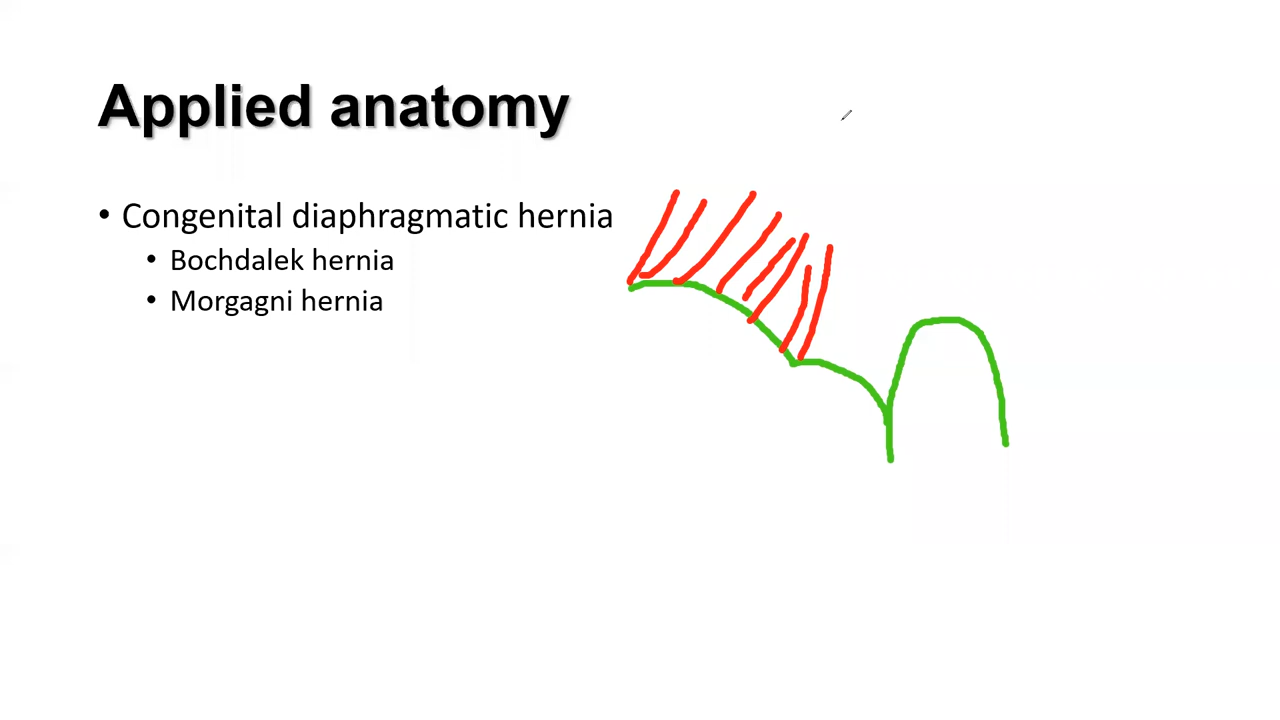 Applied anatomy
• Congenital diaphragmatic hernia
• Bochdalek hernia
• Morgagni hernia